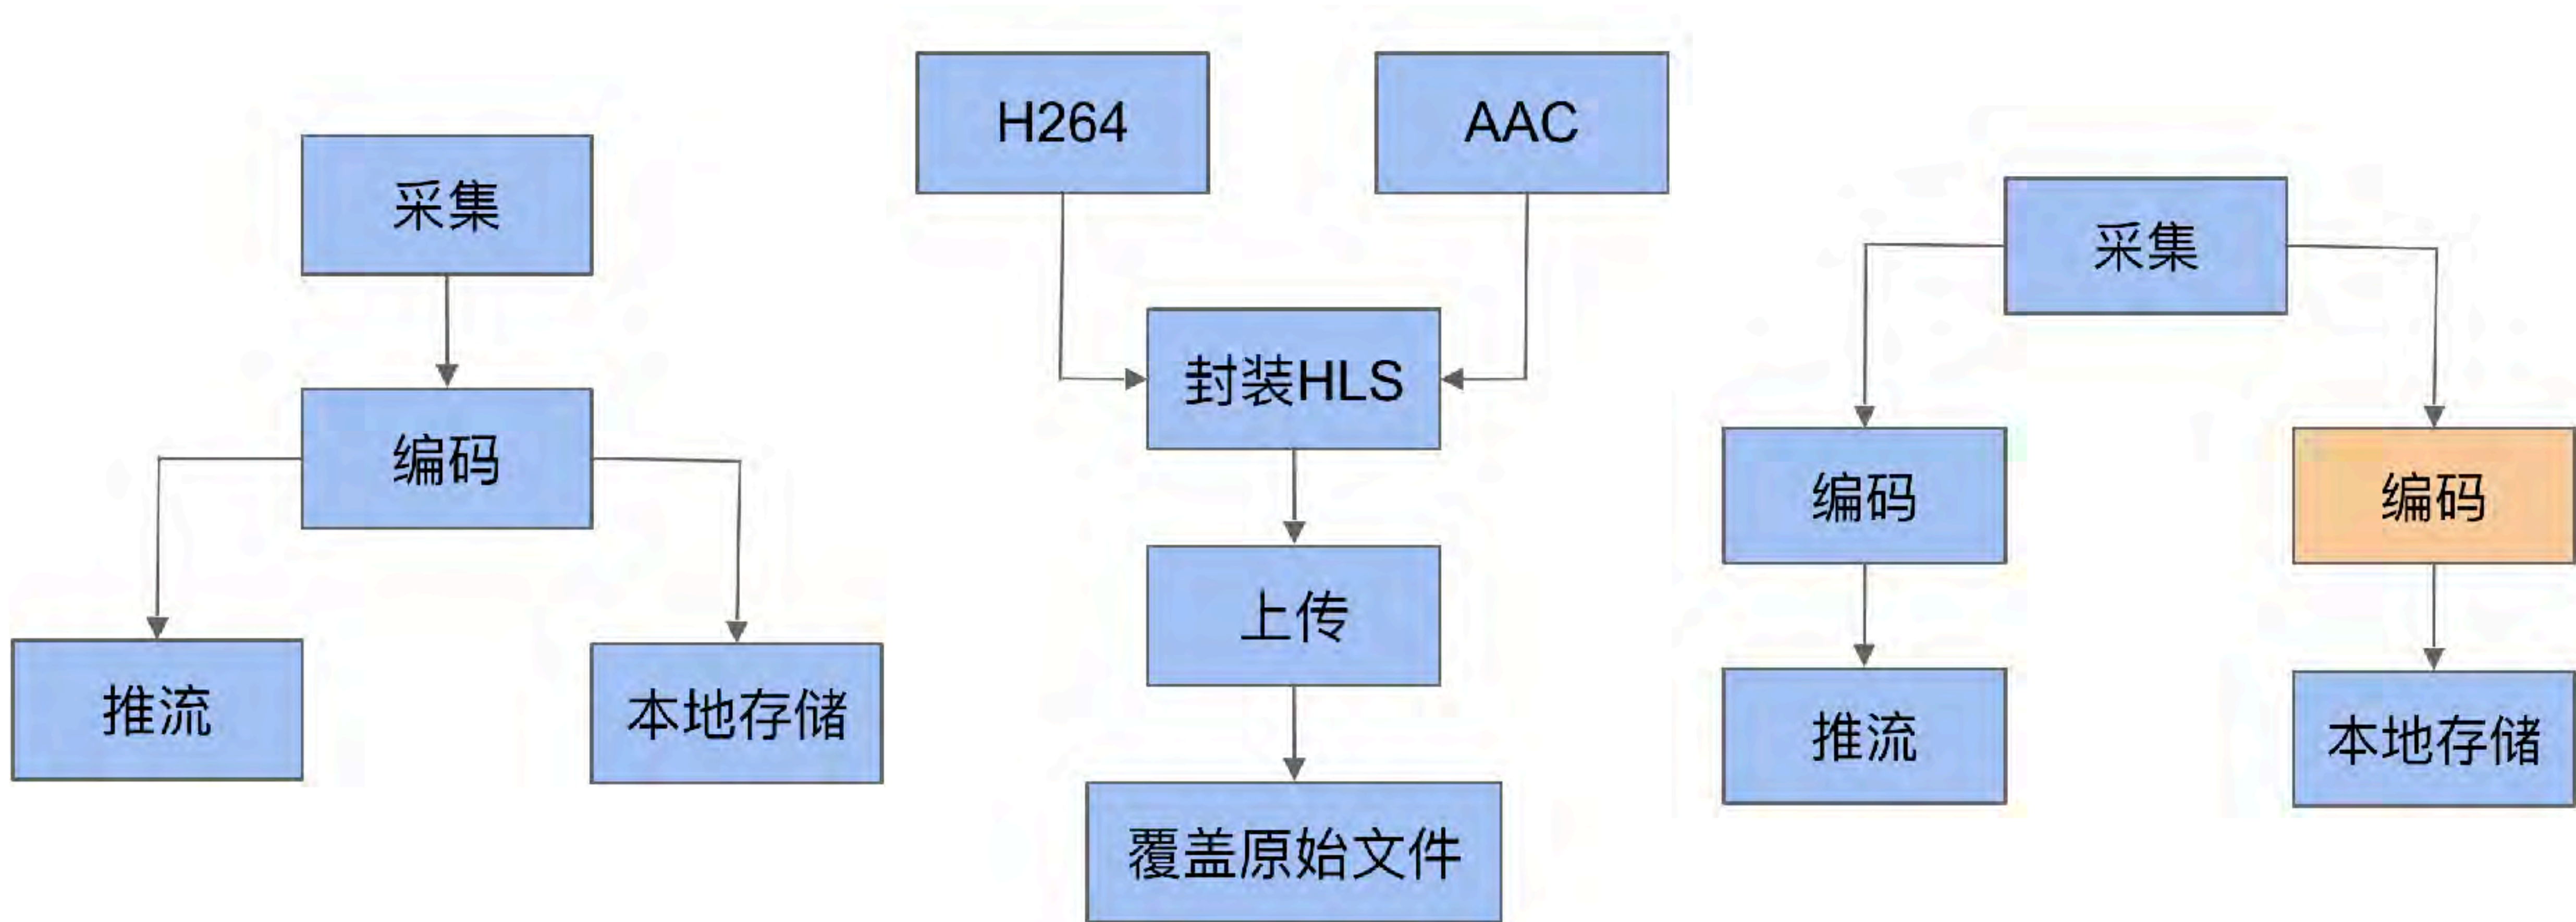 采集
编码
推流
本地存储
H264
AAC
封装HLS
上传
覆盖原始文件
采集
编码
编码
推流
本地存储